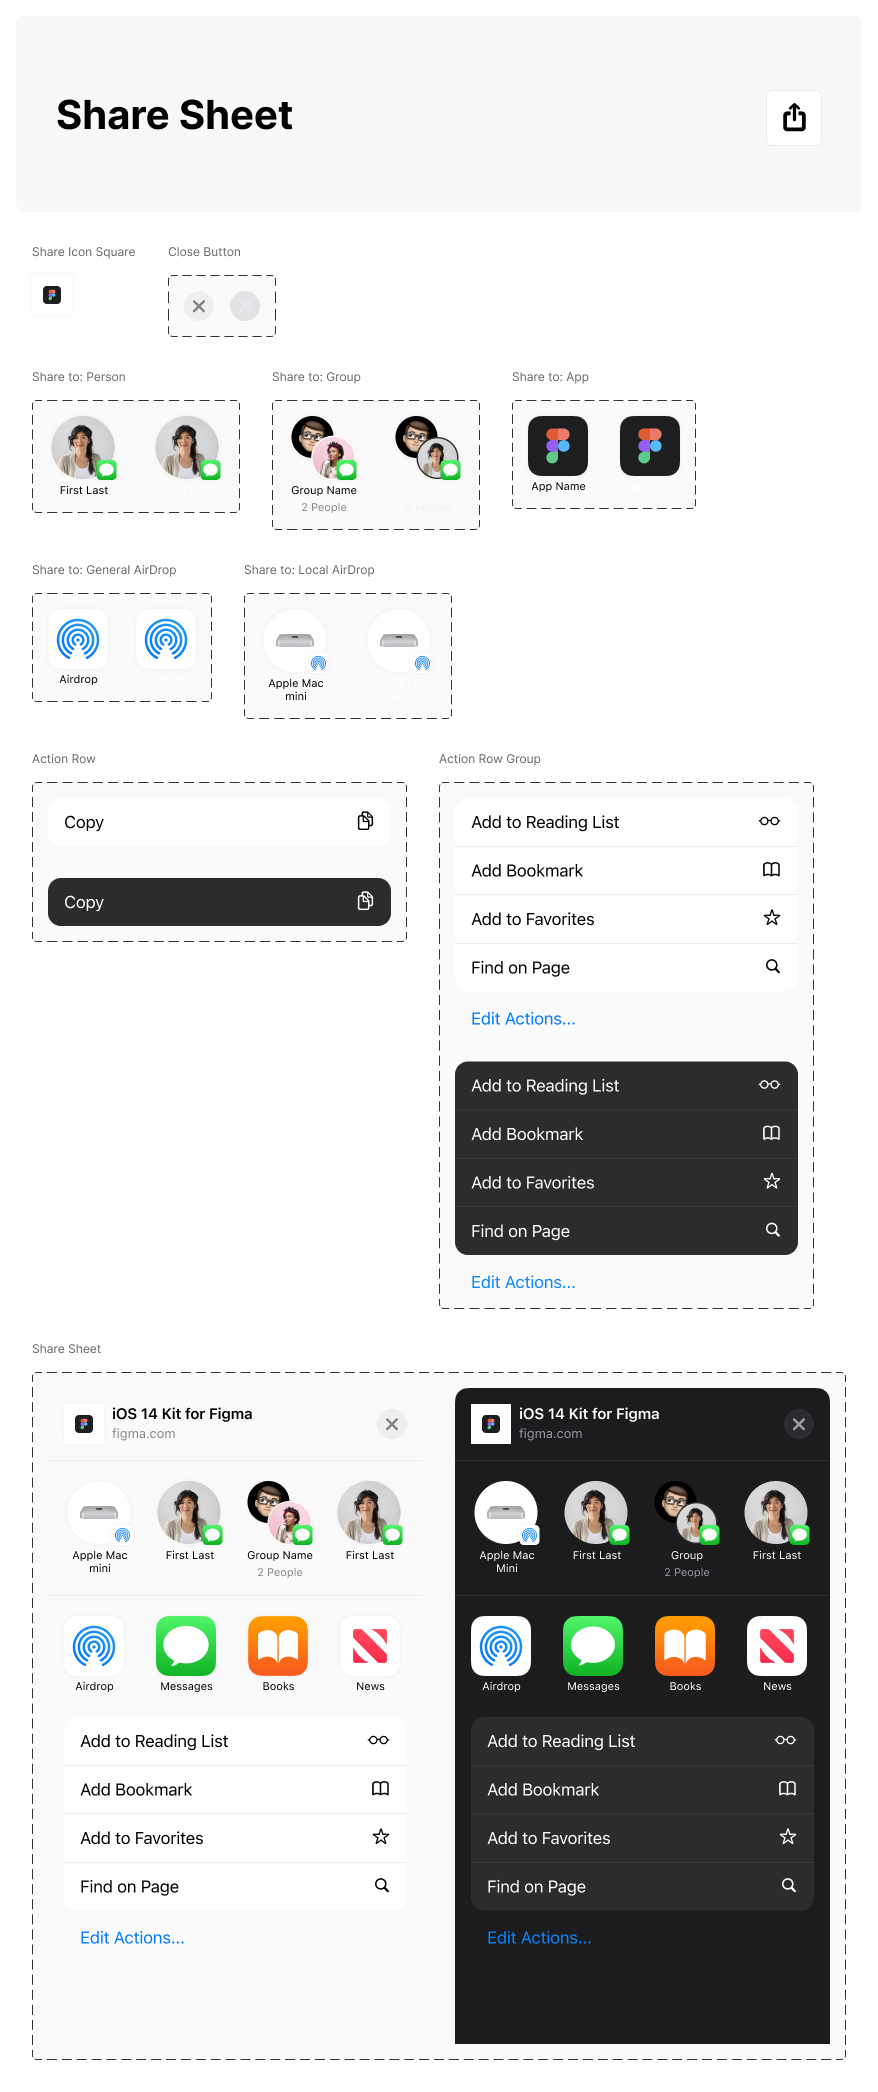 Share Sheet
Share Icon Square
Close Button
Share to: Person
Share to: Group
Share to: App
First Last
Group Name
2 People
2 People
App Name
Share to: General AirDrop
Share to: Local AirDrop
Airdrop
Apple Mac
mini
Action Row
Action Row Group
Copy
Copy
Add to Reading List
Add Bookmark
Add to Favorites
Find on Page
Edit Actions...
Add to Reading List
Add Bookmark
Add to Favorites
Find on Page
Edit Actions...
Share Sheet
iOS 14 Kit for Figma
figma.com
Apple Mac
mini
First Last
Group Name
2 People
First Last
Airdrop
Messages
Books
News
Add to Reading List
Add Bookmark
Add to Favorites
Find on Page
Edit Actions...
iOS 14 Kit for Figma
figma.com
Apple Mac
Mini
First Last
Group
2 People
First Last
Airdrop
Messages
Books
News
Add to Reading List
Add Bookmark
Add to Favorites
Find on Page
Edit Actions...